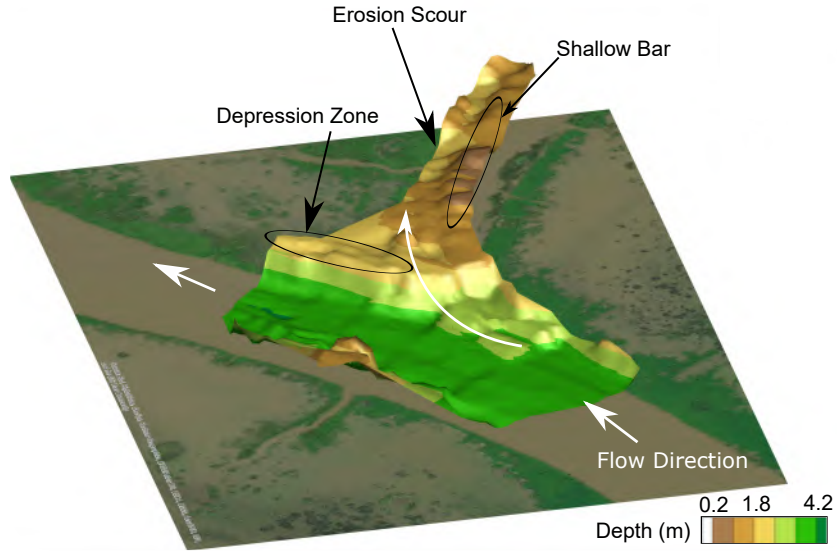 Erosion Scour
Shallow Bar
Depression Zone
Flow Direction
0.2 1.8 4.2
Depth (m)